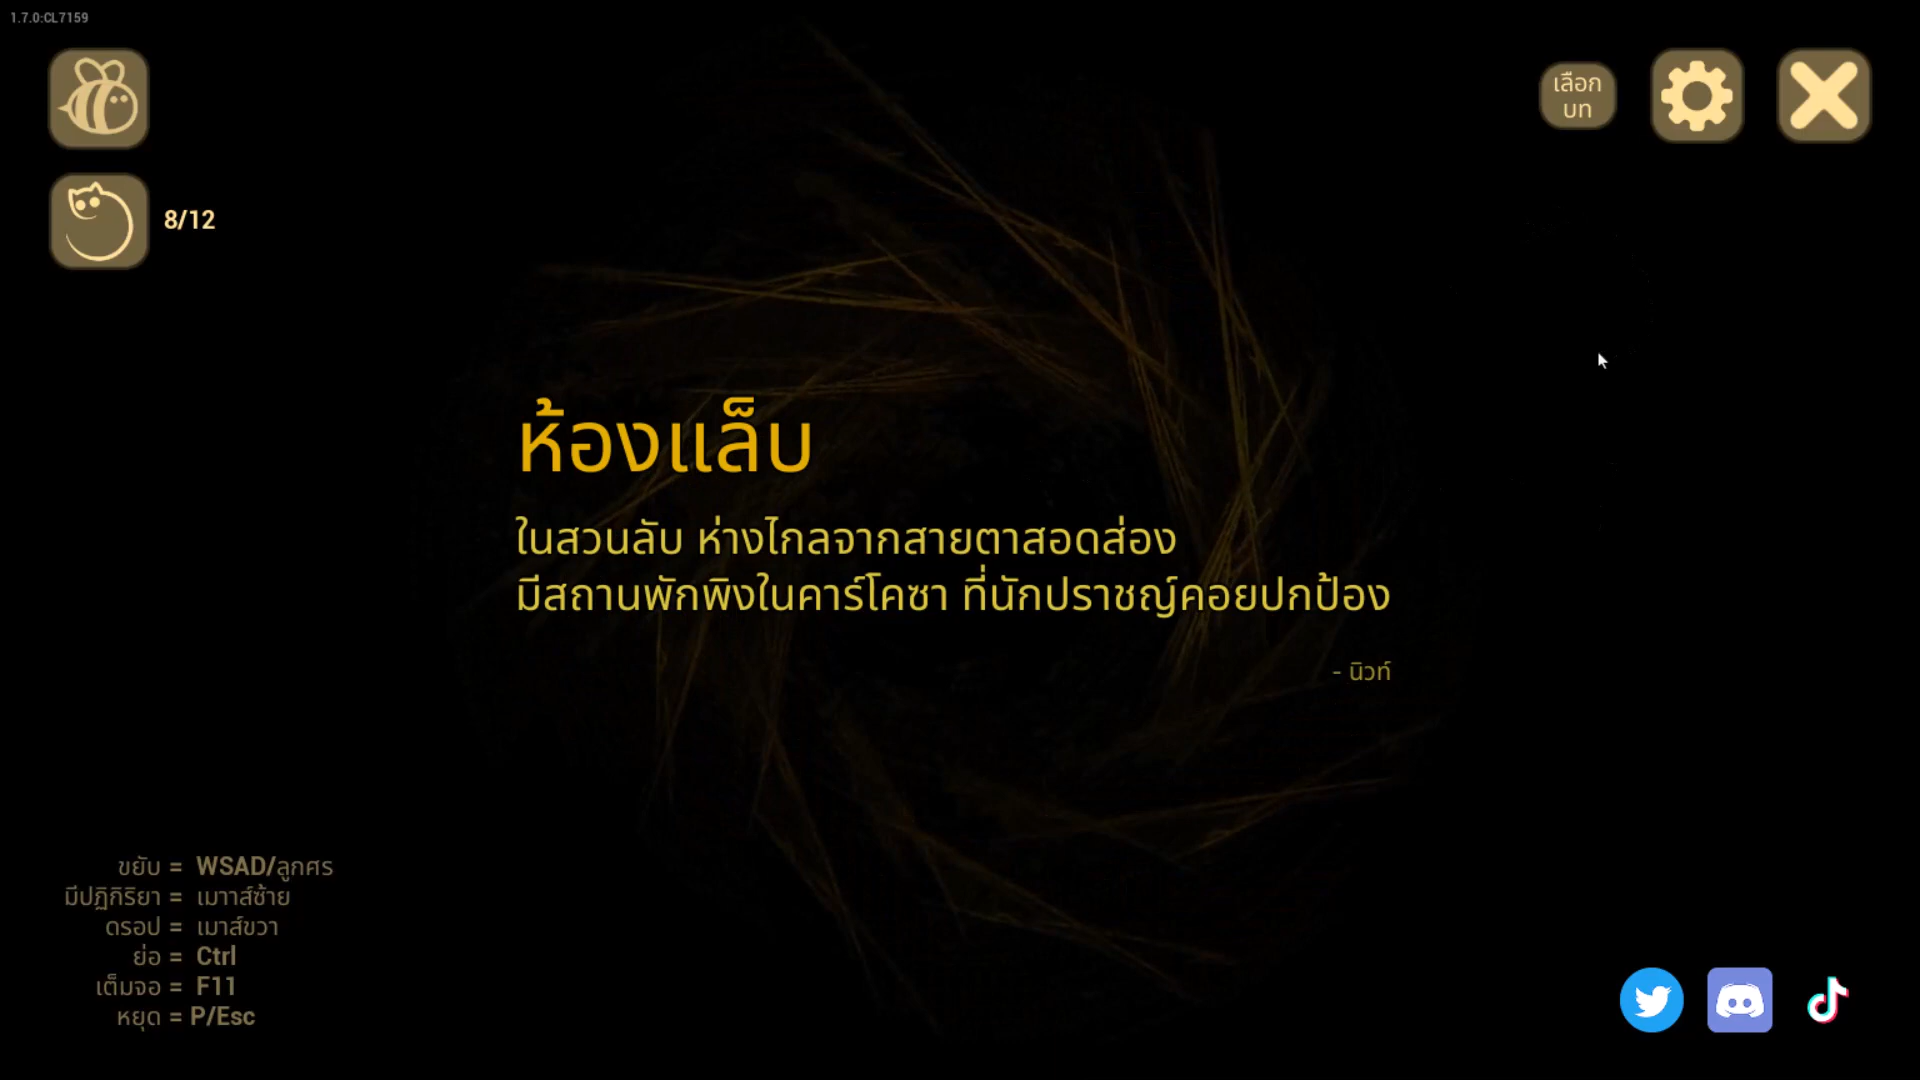 1.7.0:CL7159
เลือก
บท
8/12
ห้องแล็บ
ในสวนลับ ห่างไกลจากสายตาสอดส่อง
มีสถานพักพิงในคาร์โคซา ที่นักปราชญ์คอยปกป้อง
- นิวท์
ขยับ = WSAD/ลูกศร
มีปฏิกิริยา = เมาาส์ซ้าย
ดรอป = เมาส์ขวา
ย่อ = Ctrl
เต็มจอ = F11
หยุด = P/Esc